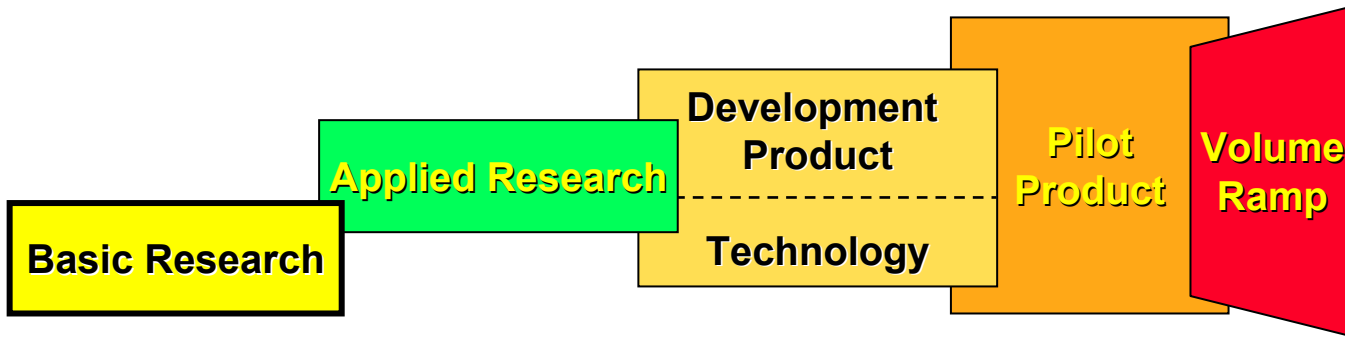 Basic Research
Applied Research
Development
Product
Technology
Pilot
Product
Volume
Ramp